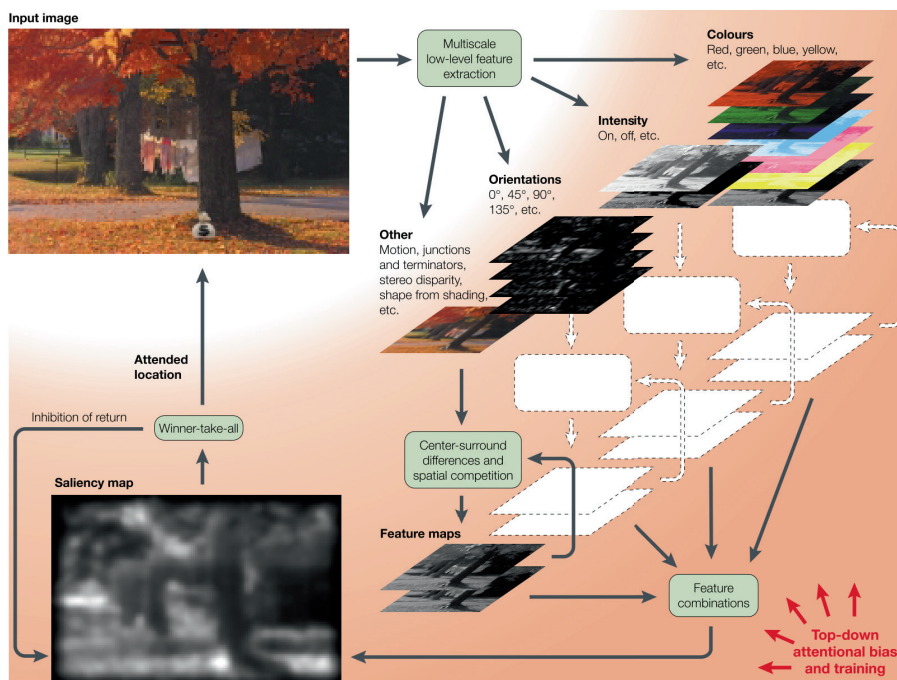 Input image
Multiscale
low-level feature
extraction
Colours
Red, green, blue, yellow,
etc.
Intensity
On, off, etc.
Orientations
0°, 45°, 90°,
135°, etc.
Other
Motion, junctions
and terminators,
stereo disparity,
shape from shading,
etc.
$
Attended
location
Inhibition of return
Winner-take-all
Center-surround
differences and
spatial competition
Saliency map
Feature maps
Feature
combinations
Top-down
attentional bias
and training